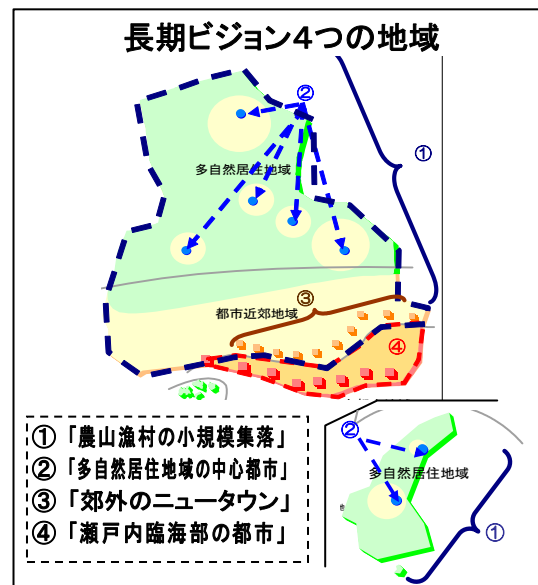 長期ビジョン4つの地域
②
①
多自然居住地域
③
都市近郊地域
④
① 「農山漁村の小規模集落」
② 「多自然居住地域の中心都市」
③ 「郊外のニュータウン」
④ 「瀬戸内臨海部の都市」
②
多自然居住地域
①